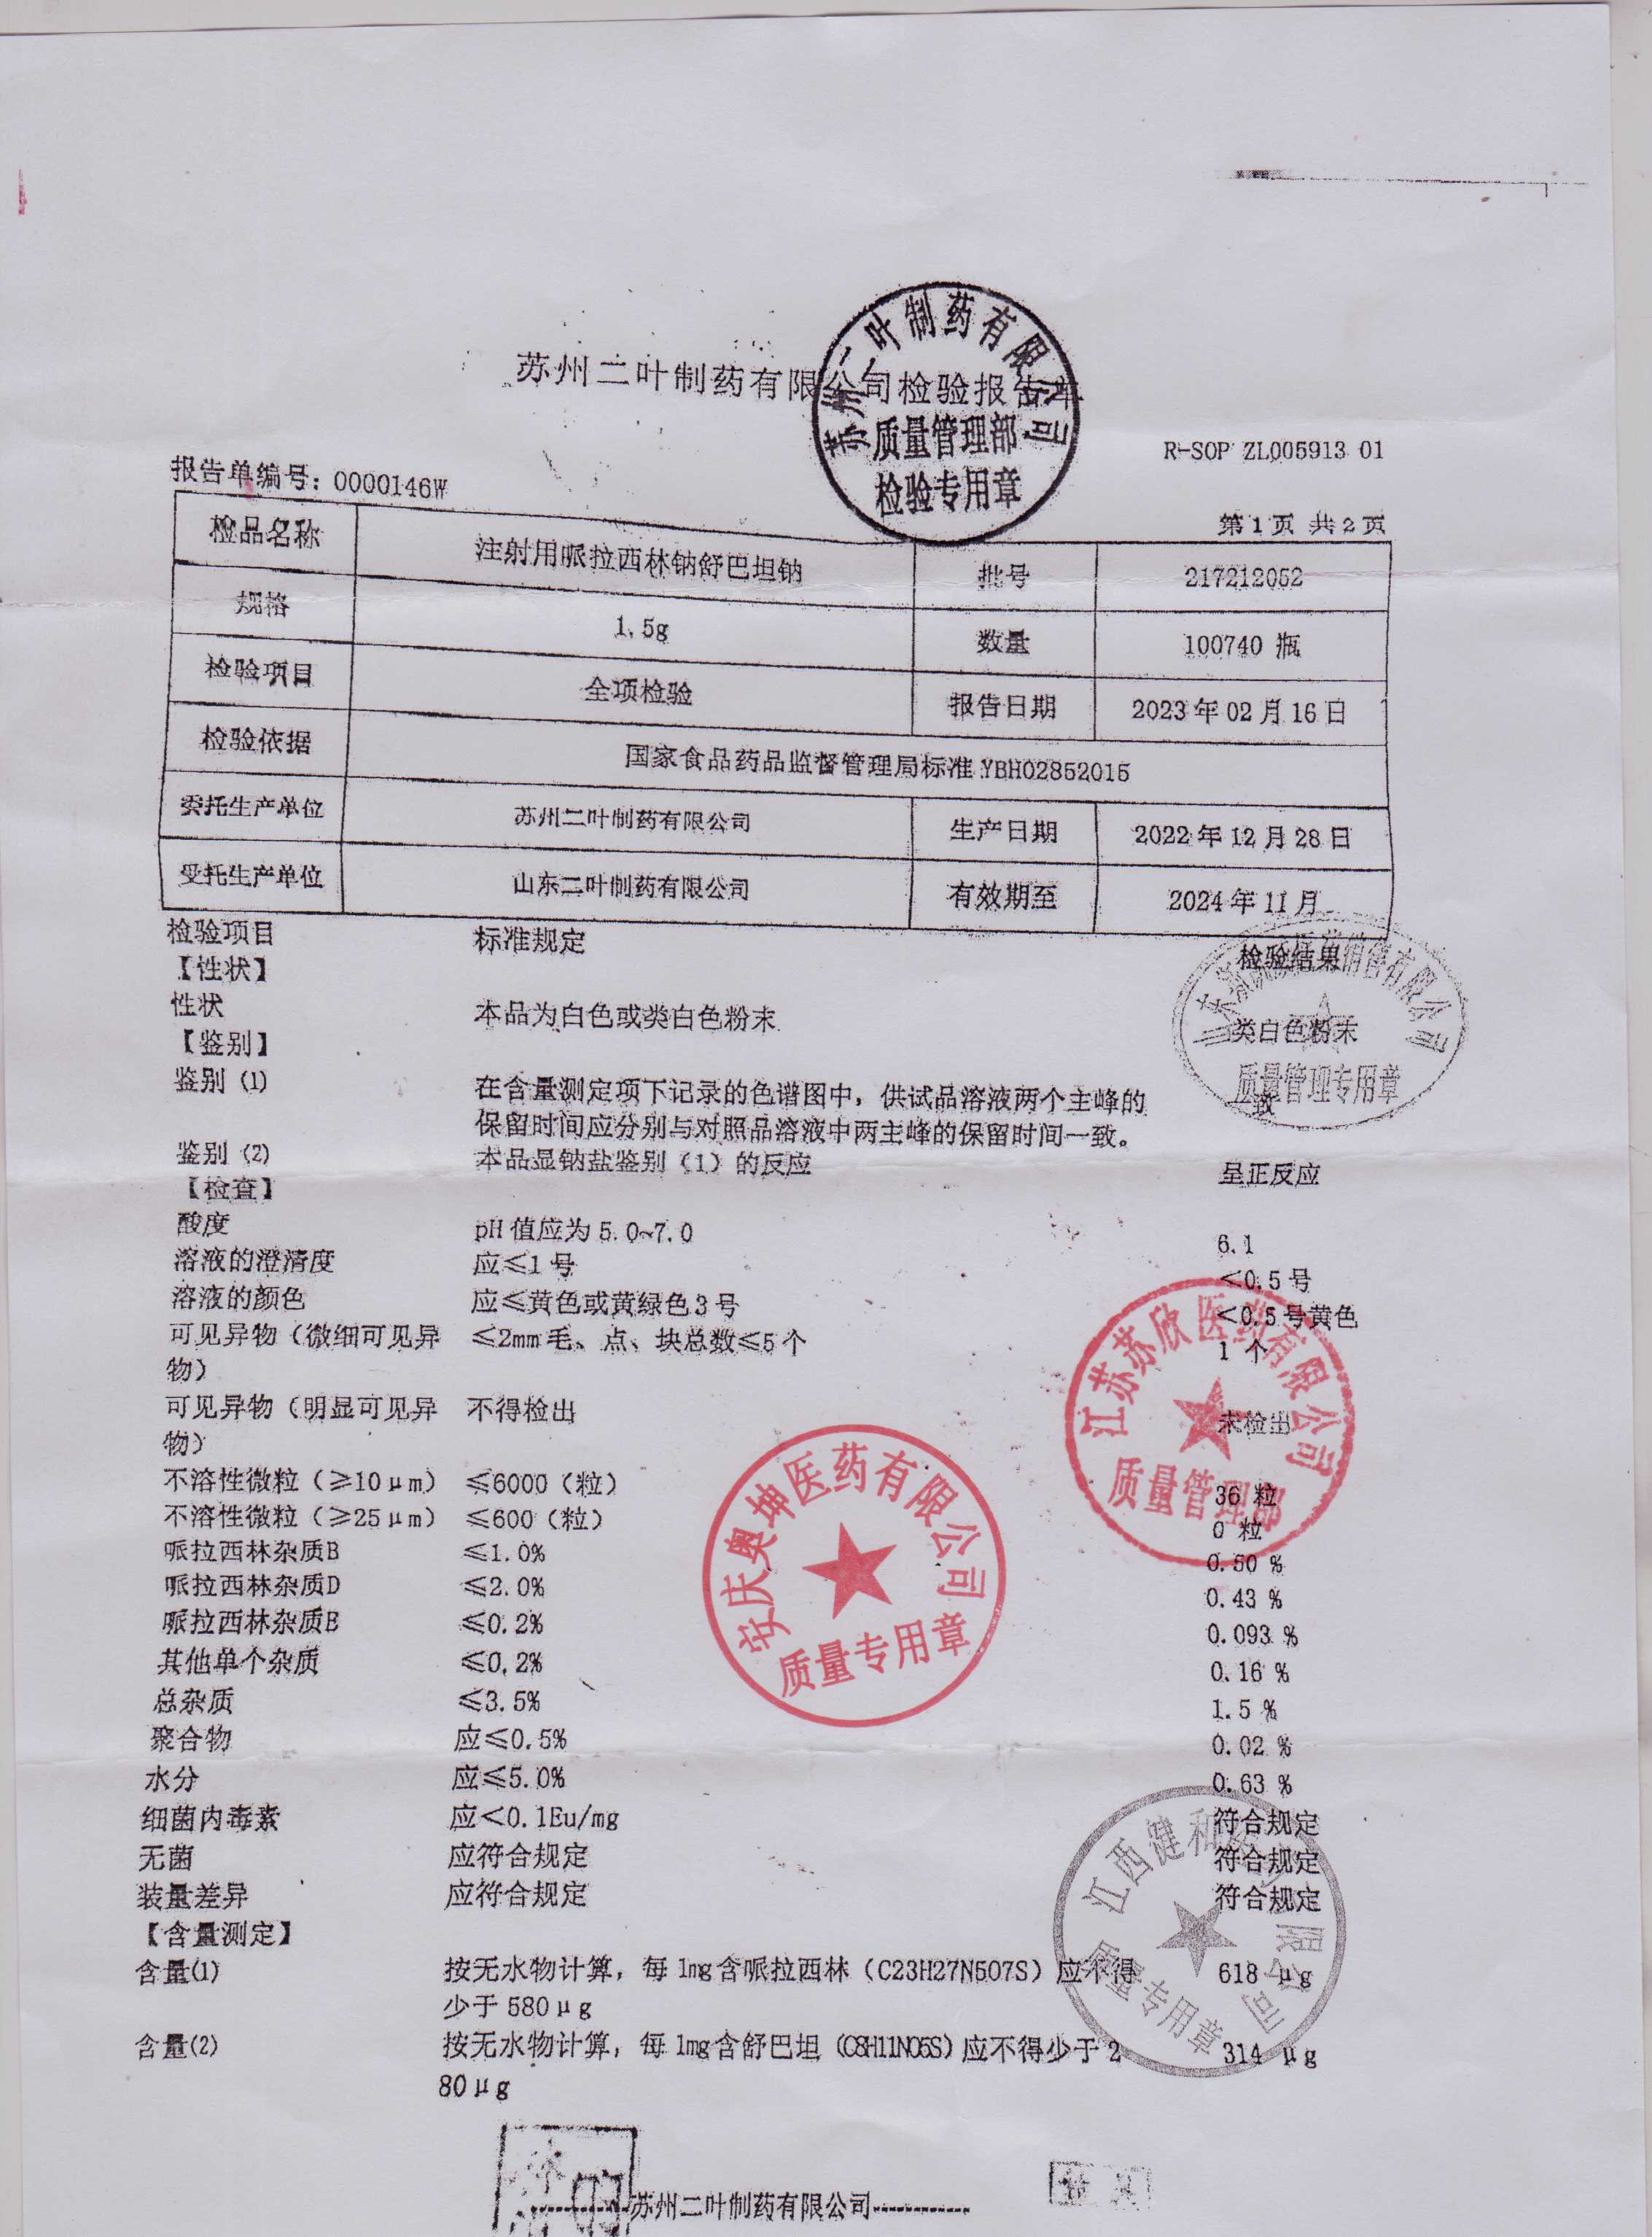 苏州二叶制药有限公司检验报告单
苏州二叶制药有限公司
质量管理部
检验专用章
R-SOP ZL005913 01
报告单编号: 0000146W
第1页 共2页
检品名称 注射用哌拉西林钠舒巴坦钠 批号 217212052
规格 1.5g 数量 100740 瓶
检验项目 全项检验 报告日期 2023年02月16日
检验依据 国家食品药品监督管理局标准YBH02852015
委托生产单位 苏州二叶制药有限公司 生产日期 2022年12月28日
受托生产单位 山东二叶制药有限公司 有效期至 2024年11月
检验项目 标准规定 检验结果
【性状】
性状 本品为白色或类白色粉末 类白色粉末
【鉴别】
鉴别(1) 在含量测定项下记录的色谱图中，供试品溶液两个主峰的
保留时间应分别与对照品溶液中两主峰的保留时间一致。
质量管理专用章
鉴别(2) 本品显钠盐鉴别（1）的反应 呈正反应
【检查】
酸度 pH值应为5.0~7.0 6.1
溶液的澄清度 应≤1号 <0.5号
溶液的颜色 应≤黄色或黄绿色3号 <0.5号黄色
可见异物（微细可见异 ≤2mm毛、点、块总数≤5个 1 个
物）
可见异物（明显可见异 不得检出 未检出
物）
不溶性微粒（≥10μm） ≤6000（粒） 36 粒
不溶性微粒（≥25μm） ≤600（粒） 0 粒
哌拉西林杂质B ≤1.0% 0.50 %
哌拉西林杂质D ≤2.0% 0.43 %
哌拉西林杂质E ≤0.2% 0.093 %
其他单个杂质 ≤0.2% 0.16 %
总杂质 ≤3.5% 1.5 %
聚合物 应≤0.5% 0.02 %
水分 应≤5.0% 0.63 %
细菌内毒素 应<0.1Eu/mg 符合规定
无菌 应符合规定 符合规定
装量差异 应符合规定 符合规定
【含量测定】
含量(1) 按无水物计算，每1mg含哌拉西林（C23H27N5O7S）应不得 618 μg
少于580μg
含量(2) 按无水物计算，每1mg含舒巴坦（C8H11NO5S）应不得少于2 314 μg
80μg
江苏苏欣医药有限公司
质量管理部
安庆奥坤医药有限公司
质量专用章
苏州二叶制药有限公司